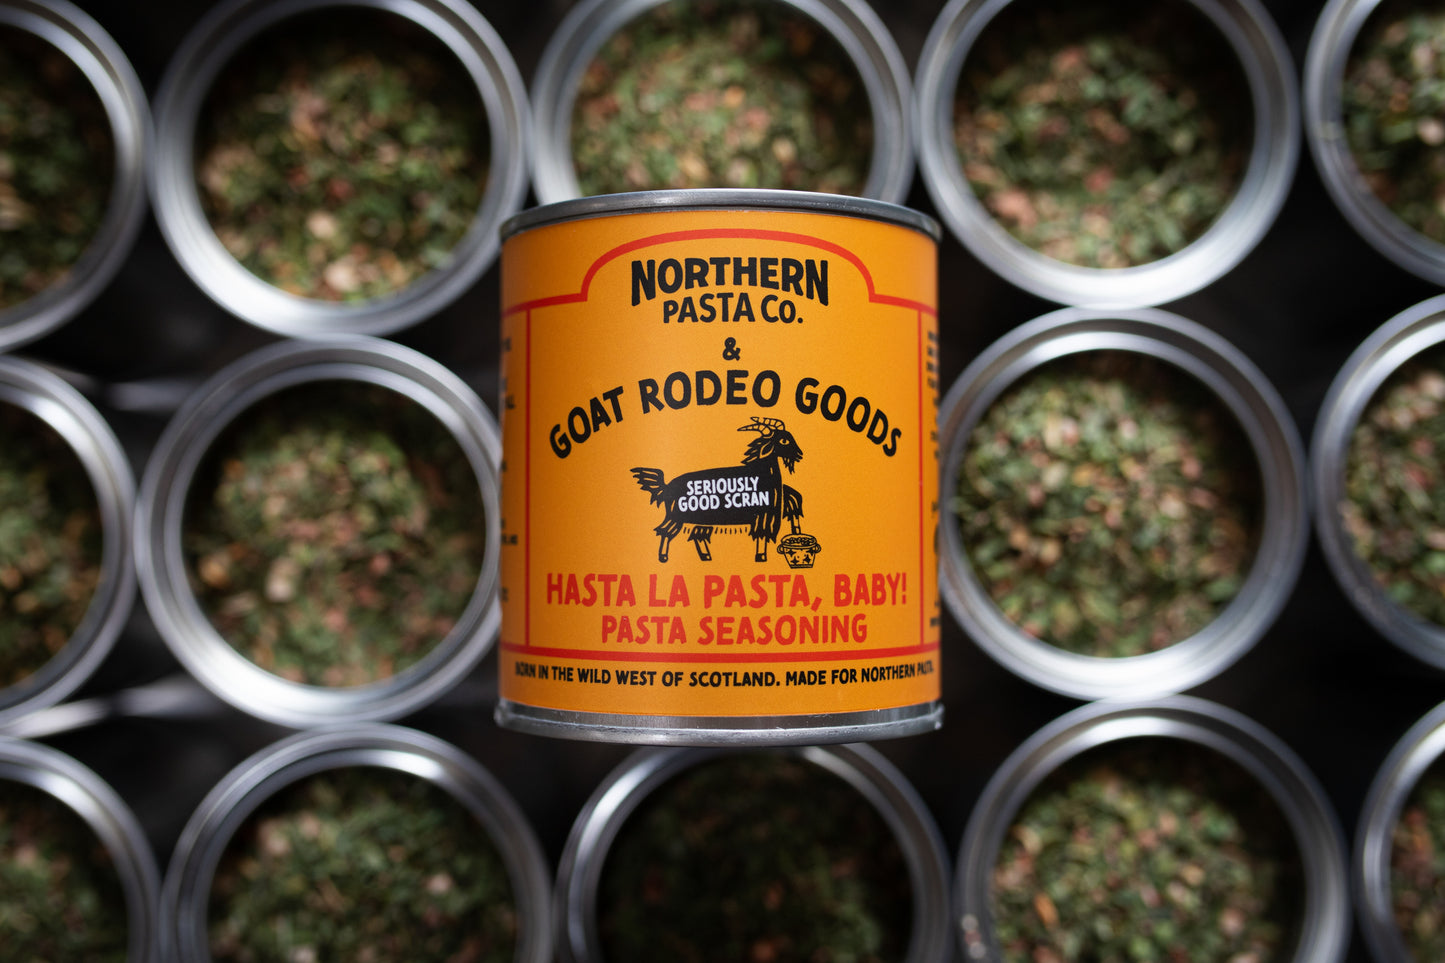 NORTHERN
PASTA CO.
&
GOAT RODEO GOODS
SERIOUSLY
GOOD SCRAN
HASTA LA PASTA, BABY!
PASTA SEASONING
BORN IN THE WILD WEST OF SCOTLAND. MADE FOR NORTHERN PASTA.